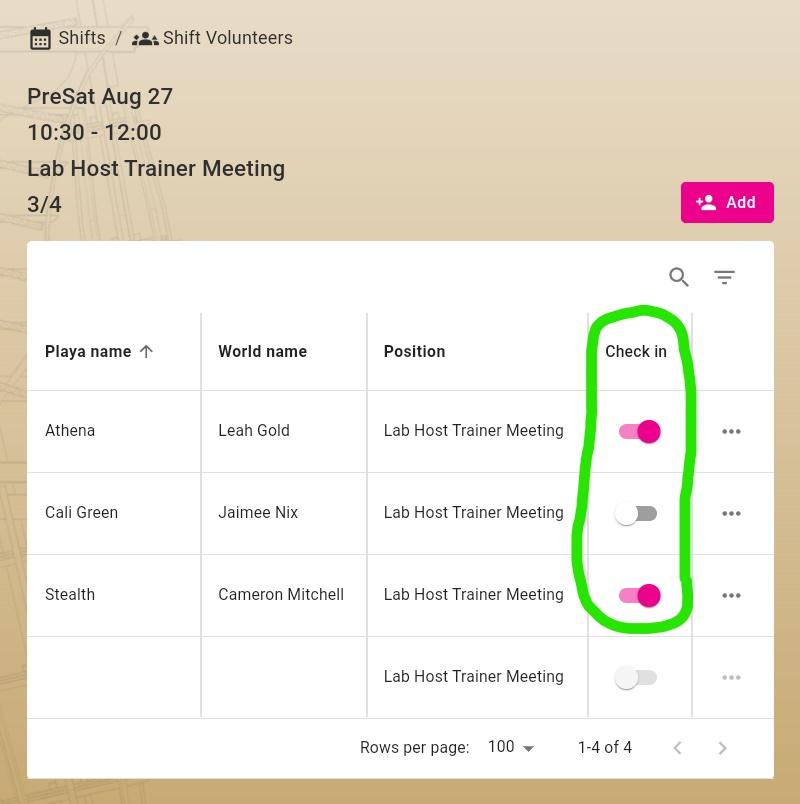 Shifts / Shift Volunteers
PreSat Aug 27
10:30 - 12:00
Lab Host Trainer Meeting
3/4
Add
Playa name World name Position Check in
Athena Leah Gold Lab Host Trainer Meeting
Cali Green Jaimee Nix Lab Host Trainer Meeting
Stealth Cameron Mitchell Lab Host Trainer Meeting
Lab Host Trainer Meeting
Rows per page: 100 1-4 of 4